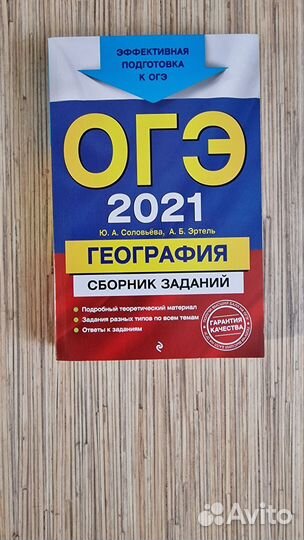 ЭФФЕКТИВНАЯ
ПОДГОТОВКА
К ОГЭ
ОГЭ
2021
Ю. А. Соловьёва, А. Б. Эртель
ГЕОГРАФИЯ
СБОРНИК ЗАДАНИЙ
Подробный теоретический материал
Задания разных типов по всем темам
Ответы к заданиям
ГАРАНТИЯ
КАЧЕСТВА
Avito